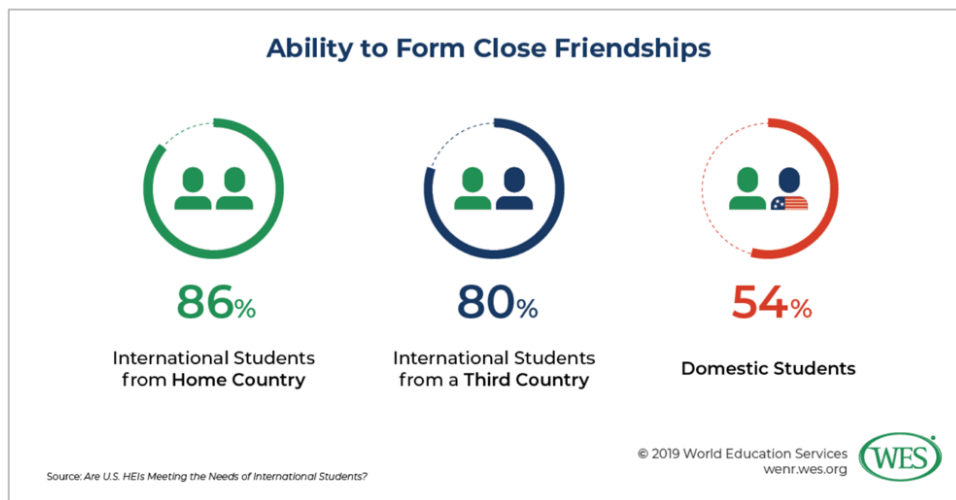 Ability to Form Close Friendships
86%
International Students
from Home Country
80%
International Students
from a Third Country
54%
Domestic Students
© 2019 World Education Services
wenr.wes.org
WES
Source: Are U.S. HEIs Meeting the Needs of International Students?